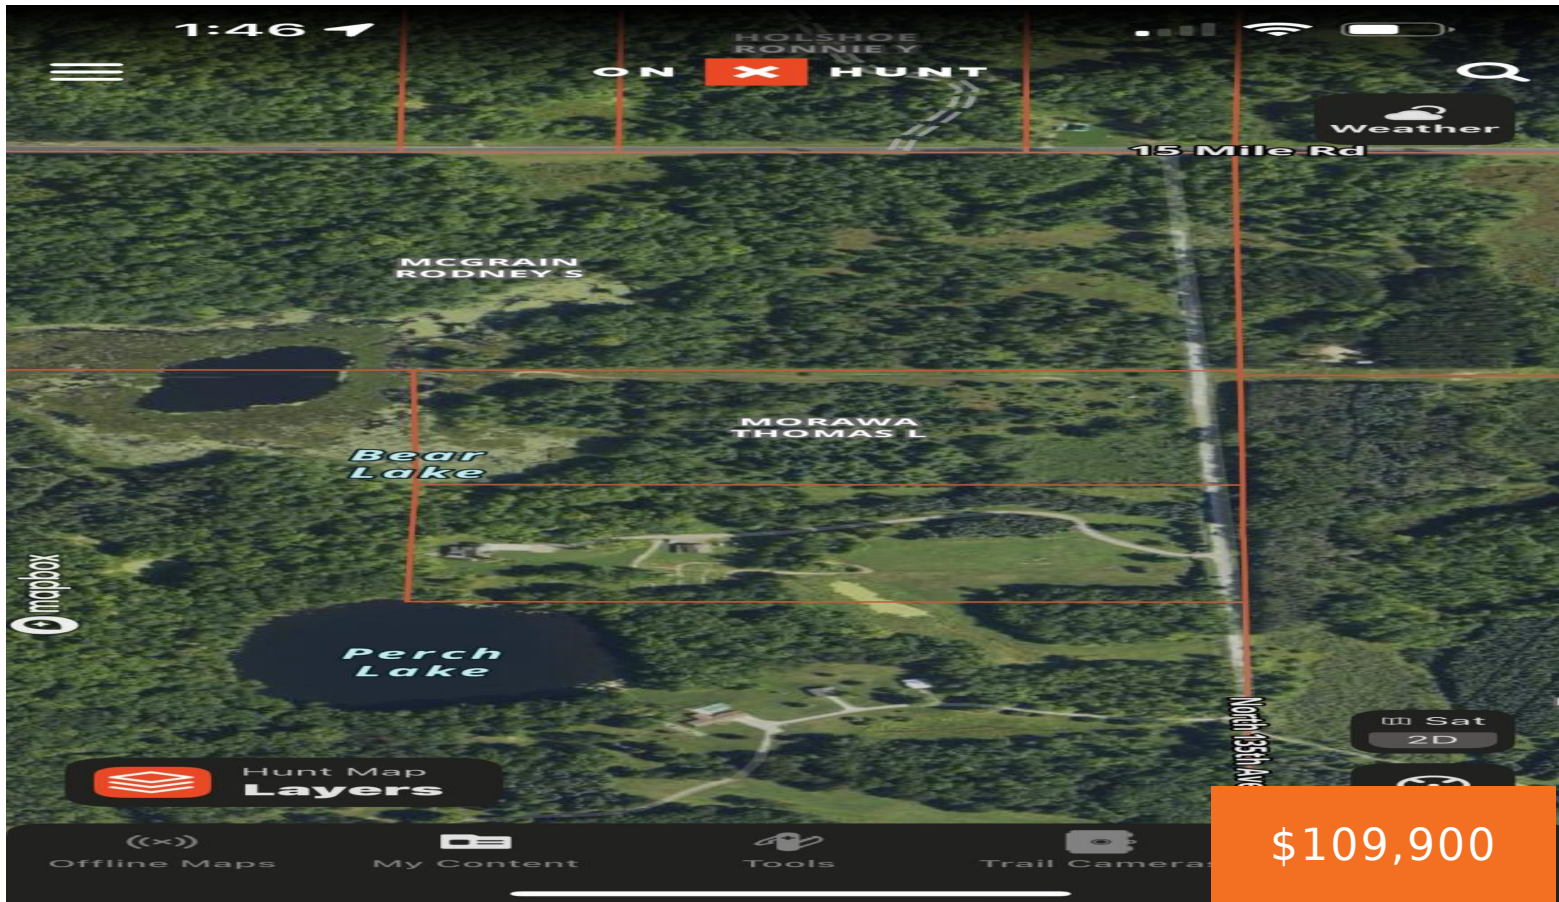 1:46
HOLSHOE
RONNIE Y
ON X HUNT
Weather
15 Mile Rd
MCGRAIN
RODNEY S
MORAWA
THOMAS L
Bear
Lake
mapbox
Perch
Lake
North 135th Ave
Sat
2D
Hunt Map
Layers
Offline Maps
My Content
Tools
Trail Cameras
$109,900